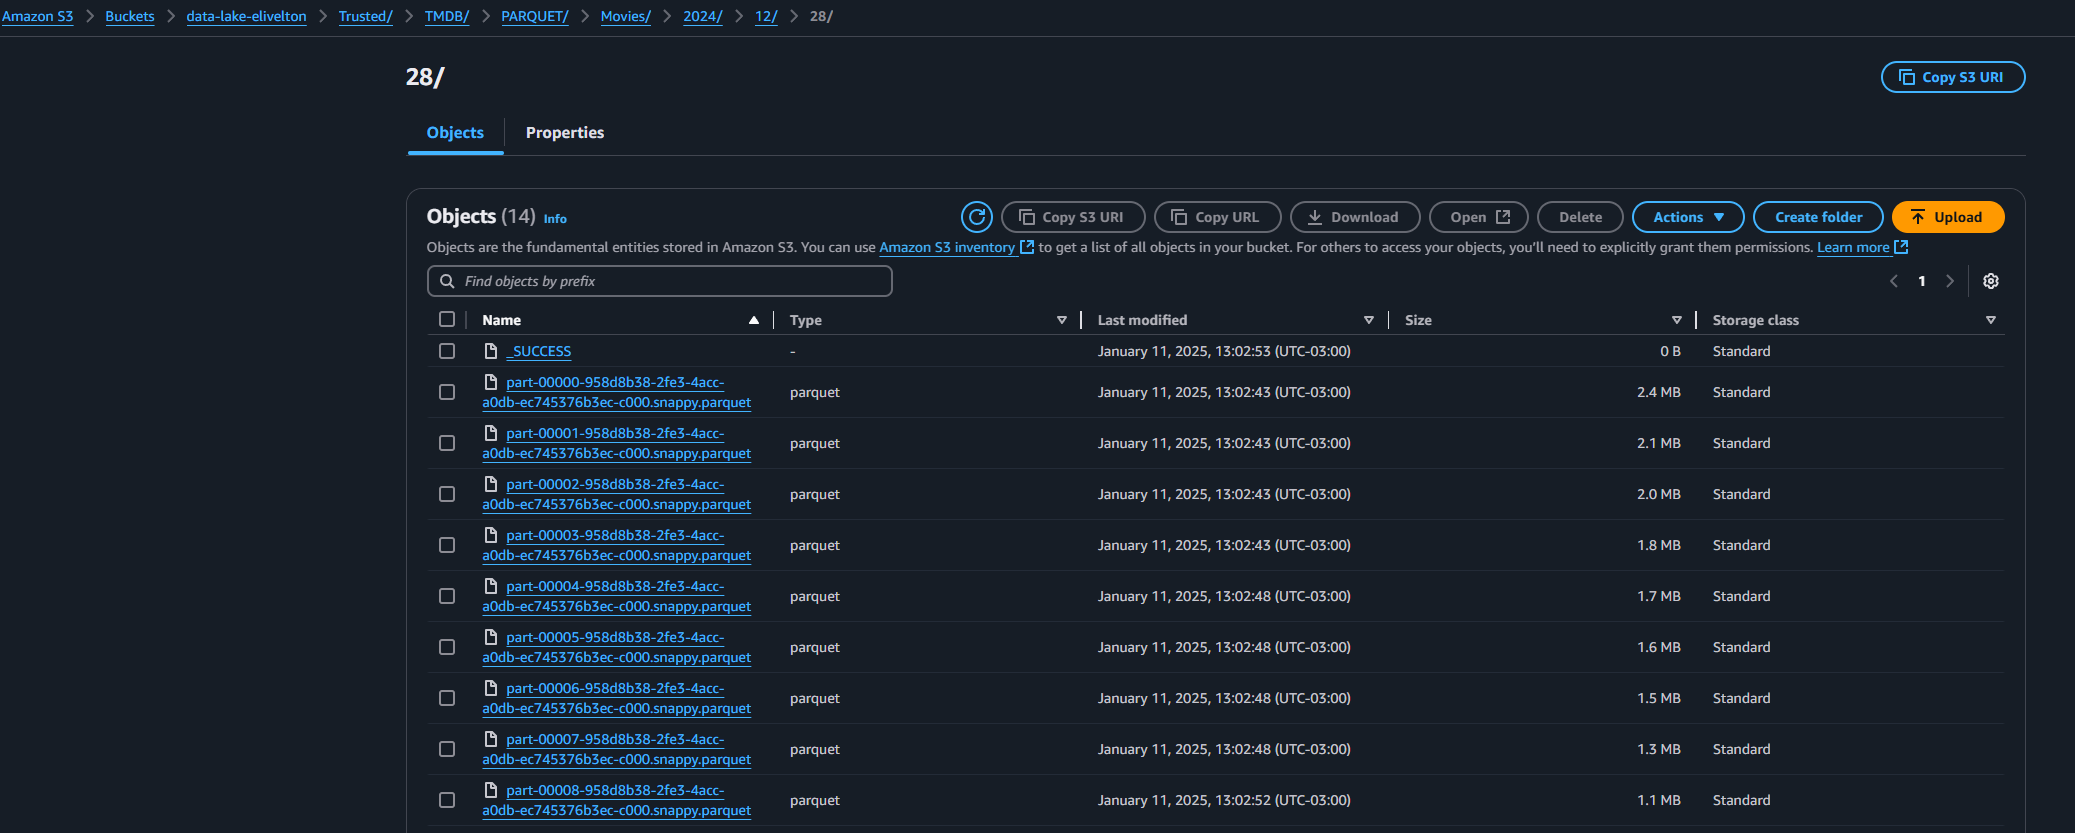 Amazon S3 > Buckets > data-lake-elivelton > Trusted/ > TMDB/ > PARQUET/ > Movies/ > 2024/ > 12/ > 28/
28/
Copy S3 URI
Objects Properties
Objects (14) Info
Copy S3 URI Copy URL Download Open Delete Actions Create folder Upload
Objects are the fundamental entities stored in Amazon S3. You can use Amazon S3 inventory to get a list of all objects in your bucket. For others to access your objects, you'll need to explicitly grant them permissions. Learn more
Find objects by prefix
1
Name Type Last modified Size Storage class
_SUCCESS - January 11, 2025, 13:02:53 (UTC-03:00) 0 B Standard
part-00000-958d8b38-2fe3-4acc-
a0db-ec745376b3ec-c000.snappy.parquet parquet January 11, 2025, 13:02:43 (UTC-03:00) 2.4 MB Standard
part-00001-958d8b38-2fe3-4acc-
a0db-ec745376b3ec-c000.snappy.parquet parquet January 11, 2025, 13:02:43 (UTC-03:00) 2.1 MB Standard
part-00002-958d8b38-2fe3-4acc-
a0db-ec745376b3ec-c000.snappy.parquet parquet January 11, 2025, 13:02:43 (UTC-03:00) 2.0 MB Standard
part-00003-958d8b38-2fe3-4acc-
a0db-ec745376b3ec-c000.snappy.parquet parquet January 11, 2025, 13:02:43 (UTC-03:00) 1.8 MB Standard
part-00004-958d8b38-2fe3-4acc-
a0db-ec745376b3ec-c000.snappy.parquet parquet January 11, 2025, 13:02:48 (UTC-03:00) 1.7 MB Standard
part-00005-958d8b38-2fe3-4acc-
a0db-ec745376b3ec-c000.snappy.parquet parquet January 11, 2025, 13:02:48 (UTC-03:00) 1.6 MB Standard
part-00006-958d8b38-2fe3-4acc-
a0db-ec745376b3ec-c000.snappy.parquet parquet January 11, 2025, 13:02:48 (UTC-03:00) 1.5 MB Standard
part-00007-958d8b38-2fe3-4acc-
a0db-ec745376b3ec-c000.snappy.parquet parquet January 11, 2025, 13:02:48 (UTC-03:00) 1.3 MB Standard
part-00008-958d8b38-2fe3-4acc-
a0db-ec745376b3ec-c000.snappy.parquet parquet January 11, 2025, 13:02:52 (UTC-03:00) 1.1 MB Standard